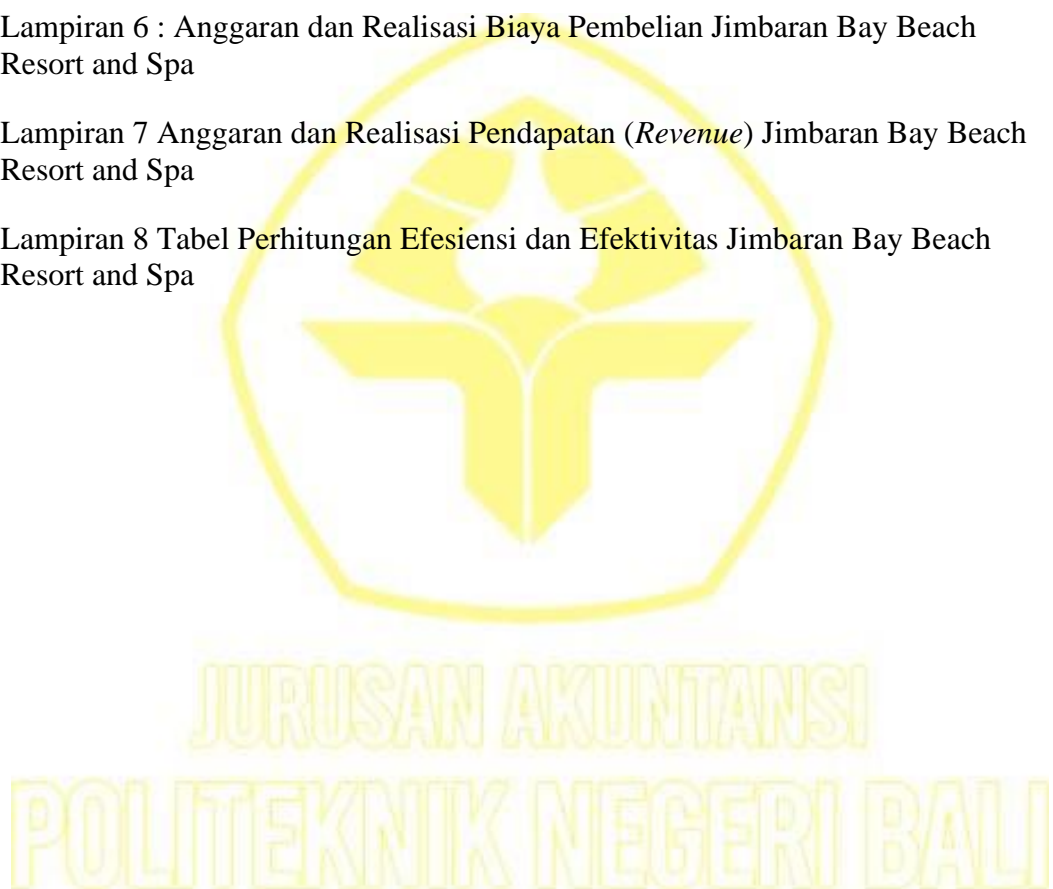 Lampiran 6 : Anggaran dan Realisasi Biaya Pembelian Jimbaran Bay Beach
Resort and Spa
Lampiran 7 Anggaran dan Realisasi Pendapatan (Revenue) Jimbaran Bay Beach
Resort and Spa
Lampiran 8 Tabel Perhitungan Efesiensi dan Efektivitas Jimbaran Bay Beach
Resort and Spa
JURUSAN AKUNTANSI
POLITEKNIK NEGERI BALI